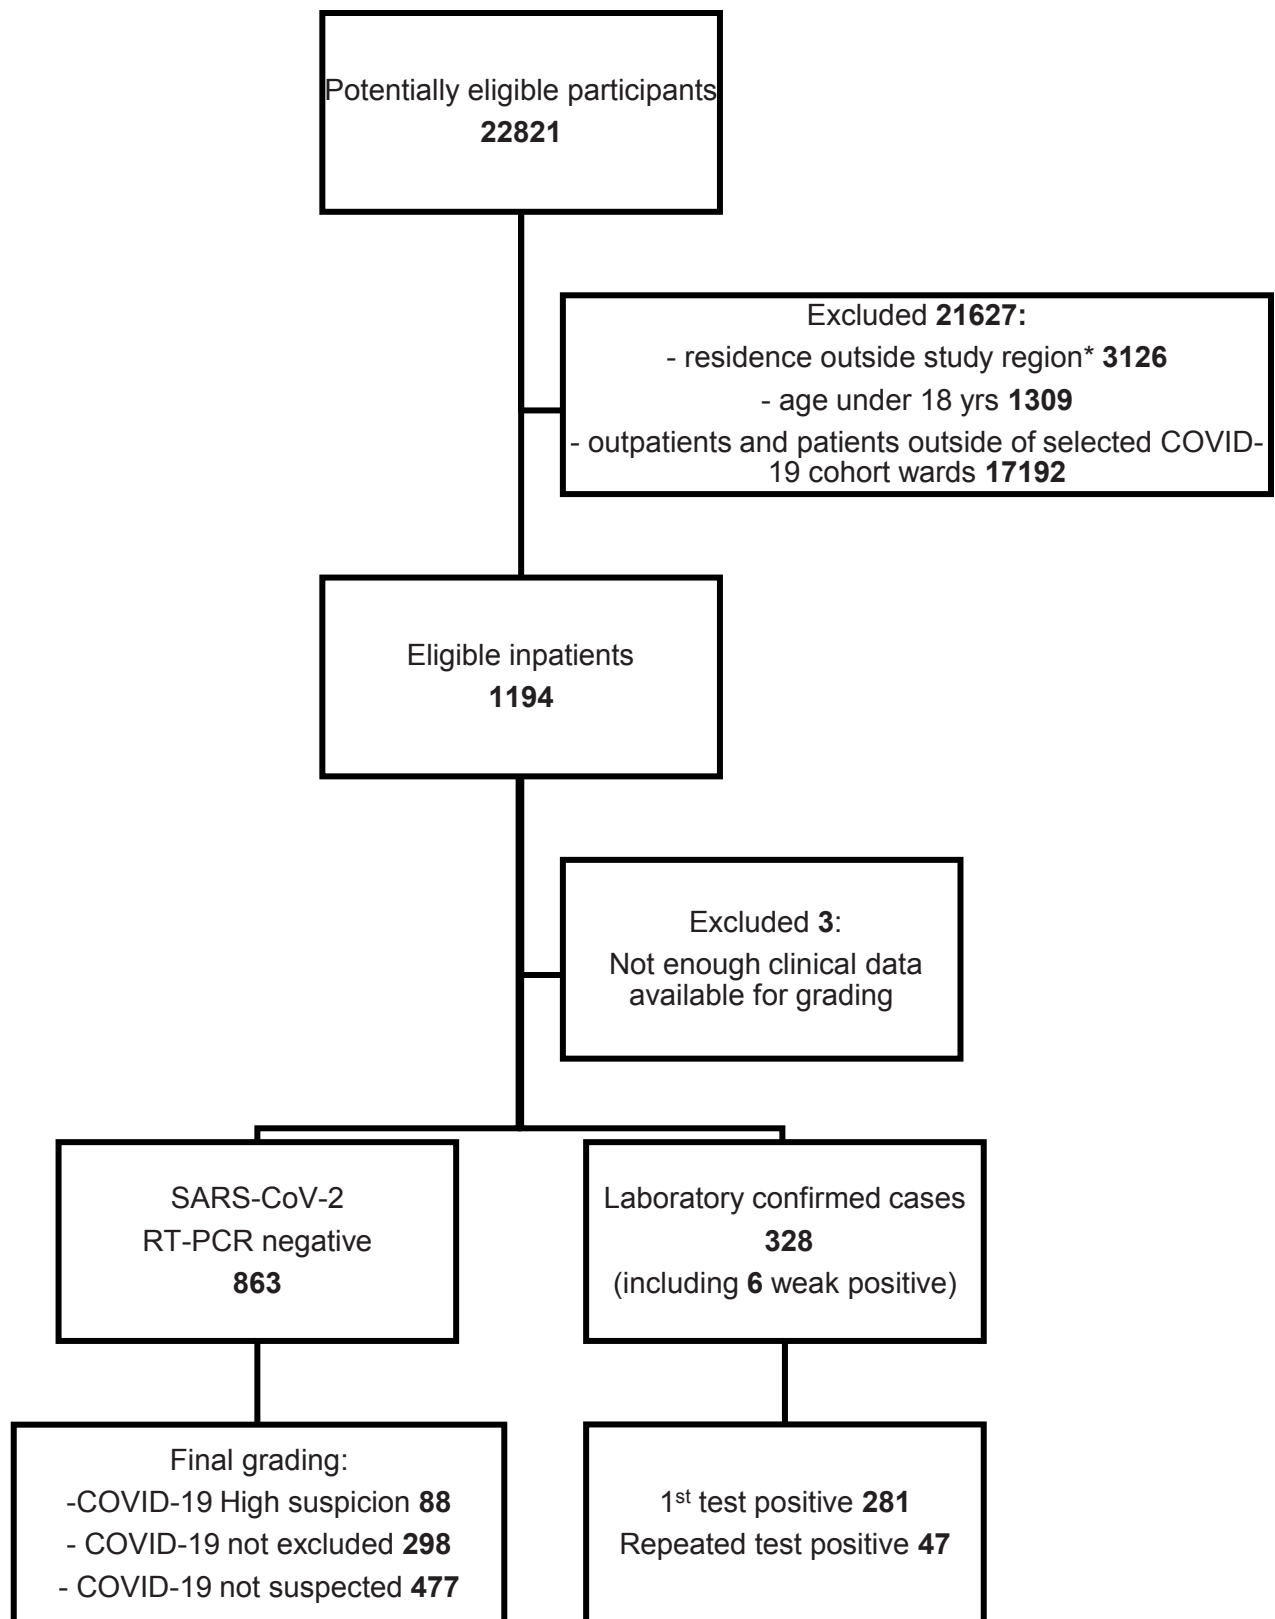 Potentially eligible participants
22821
Excluded 21627:
- residence outside study region* 3126
- age under 18 yrs 1309
- outpatients and patients outside of selected COVID-
19 cohort wards 17192
Eligible inpatients
1194
Excluded 3:
Not enough clinical data
available for grading
SARS-CoV-2
RT-PCR negative
863
Laboratory confirmed cases
328
(including 6 weak positive)
Final grading:
-COVID-19 High suspicion 88
- COVID-19 not excluded 298
- COVID-19 not suspected 477
1st test positive 281
Repeated test positive 47